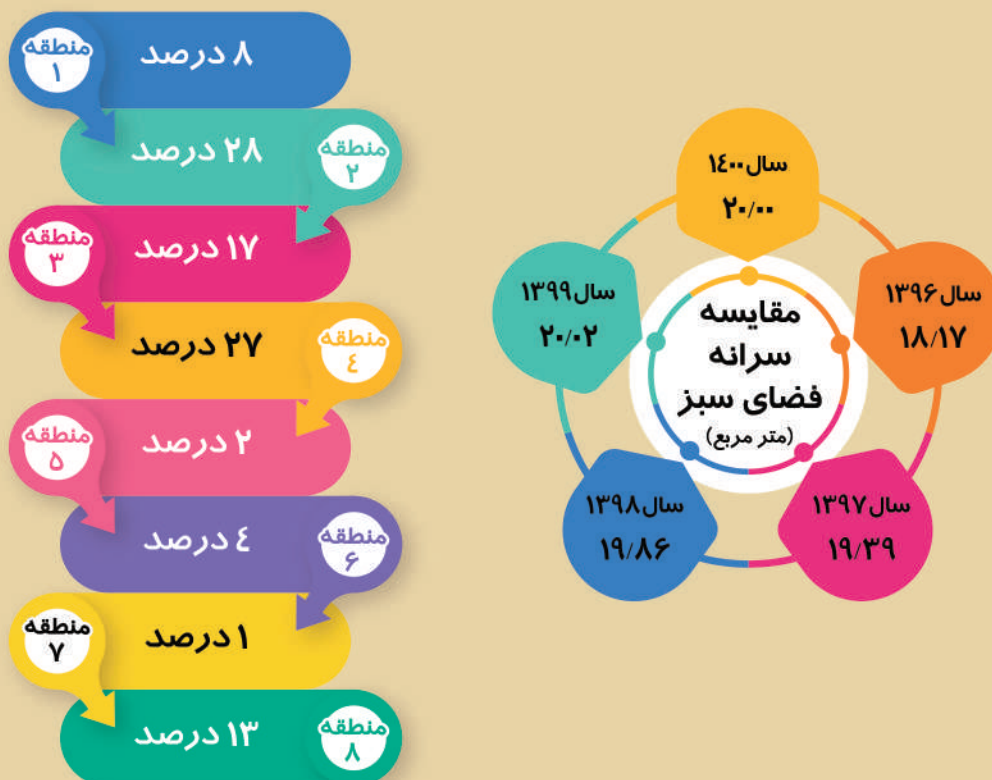 منطقه
۱
۸ درصد
منطقه
۲
۲۸ درصد
منطقه
۳
۱۷ درصد
منطقه
٤
۲۷ درصد
منطقه
۵
۲ درصد
منطقه
۶
٤ درصد
منطقه
۷
۱ درصد
منطقه
۸
۱۳ درصد
مقایسه
سرانه
فضای سبز
(متر مربع)
سال ۱٤۰۰
۲۰/۰۰
سال ۱۳۹۶
۱۸/۱۷
سال ۱۳۹۷
۱۹/۳۹
سال ۱۳۹۸
۱۹/۸۶
سال ۱۳۹۹
۲۰/۰۲